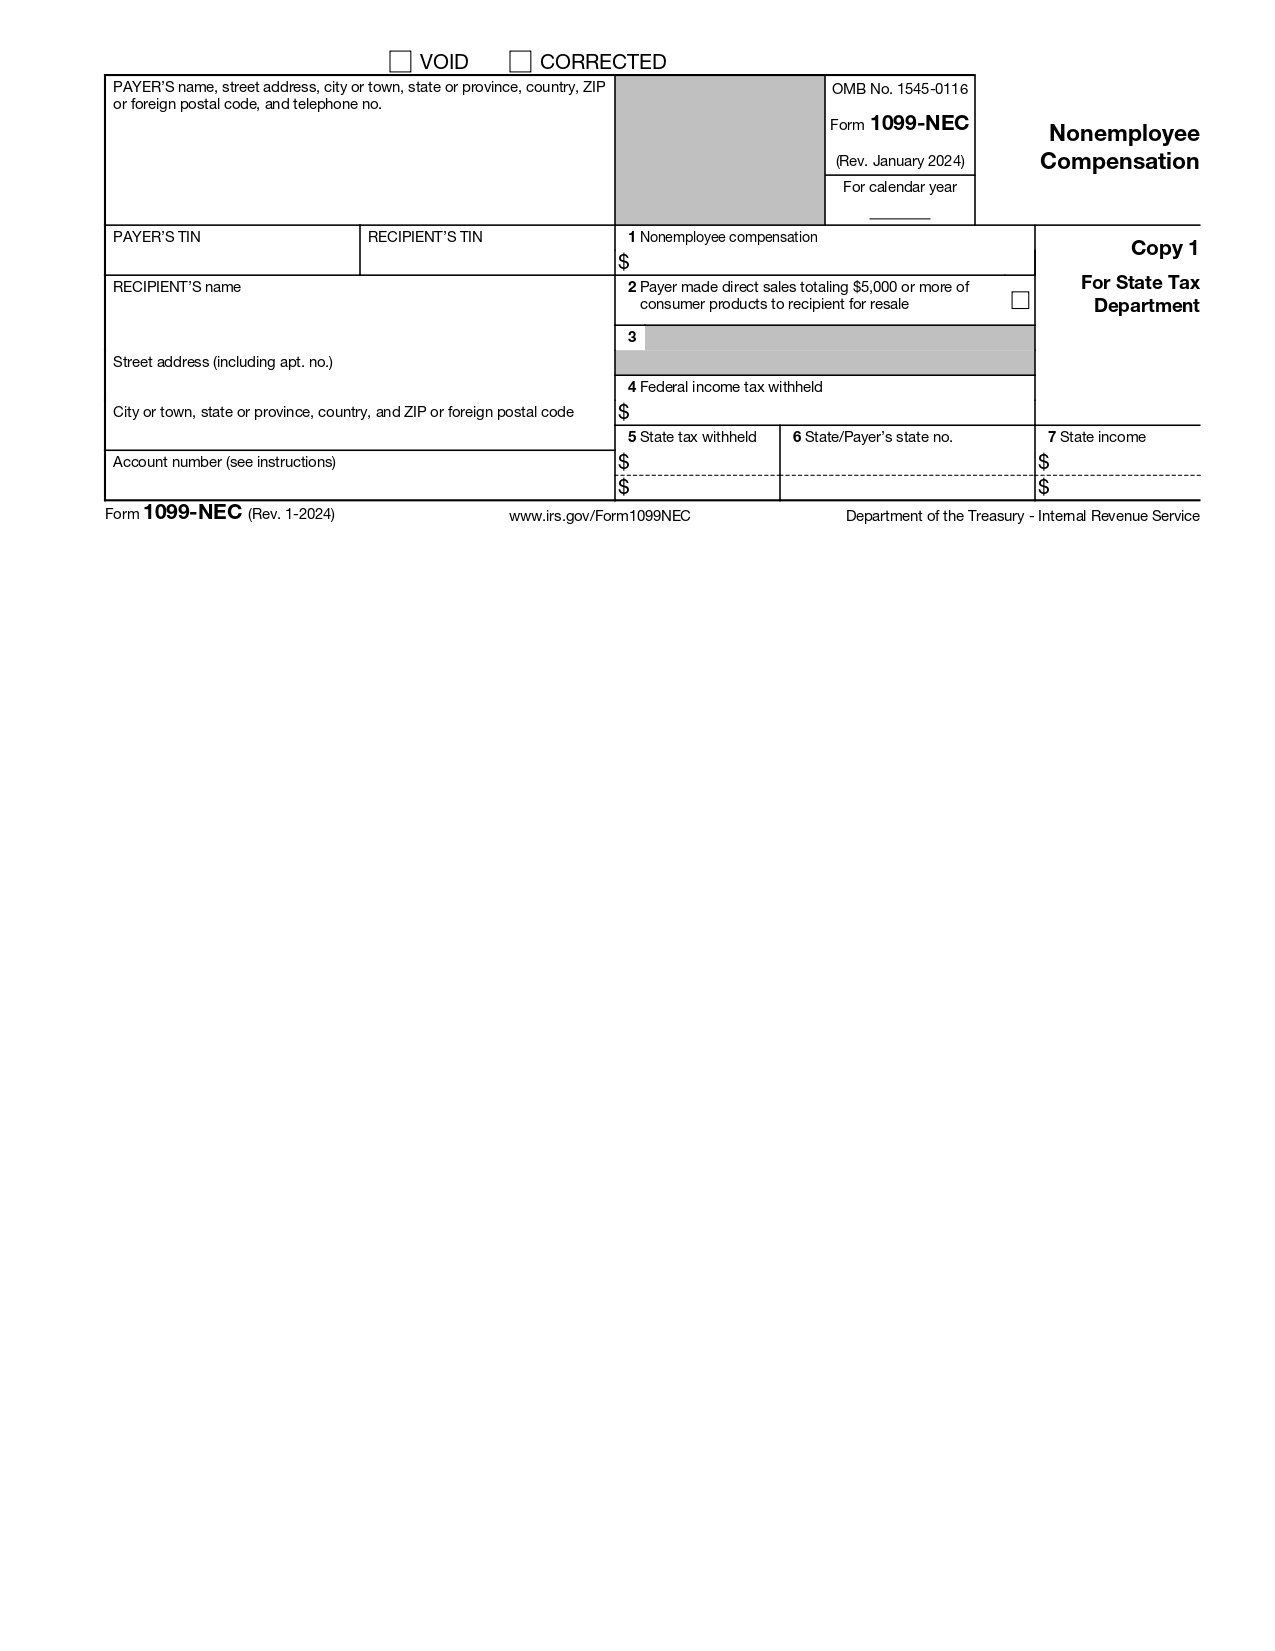 VOID CORRECTED
PAYER’S name, street address, city or town, state or province, country, ZIP
or foreign postal code, and telephone no.
OMB No. 1545-0116
Form 1099-NEC
(Rev. January 2024)
For calendar year
Nonemployee
Compensation
PAYER’S TIN
RECIPIENT’S TIN
1 Nonemployee compensation
$
Copy 1
For State Tax
Department
RECIPIENT’S name
2 Payer made direct sales totaling $5,000 or more of
consumer products to recipient for resale
3
Street address (including apt. no.)
4 Federal income tax withheld
$
City or town, state or province, country, and ZIP or foreign postal code
5 State tax withheld
6 State/Payer’s state no.
7 State income
Account number (see instructions)
$
$
$
$
Form 1099-NEC (Rev. 1-2024)
www.irs.gov/Form1099NEC
Department of the Treasury - Internal Revenue Service